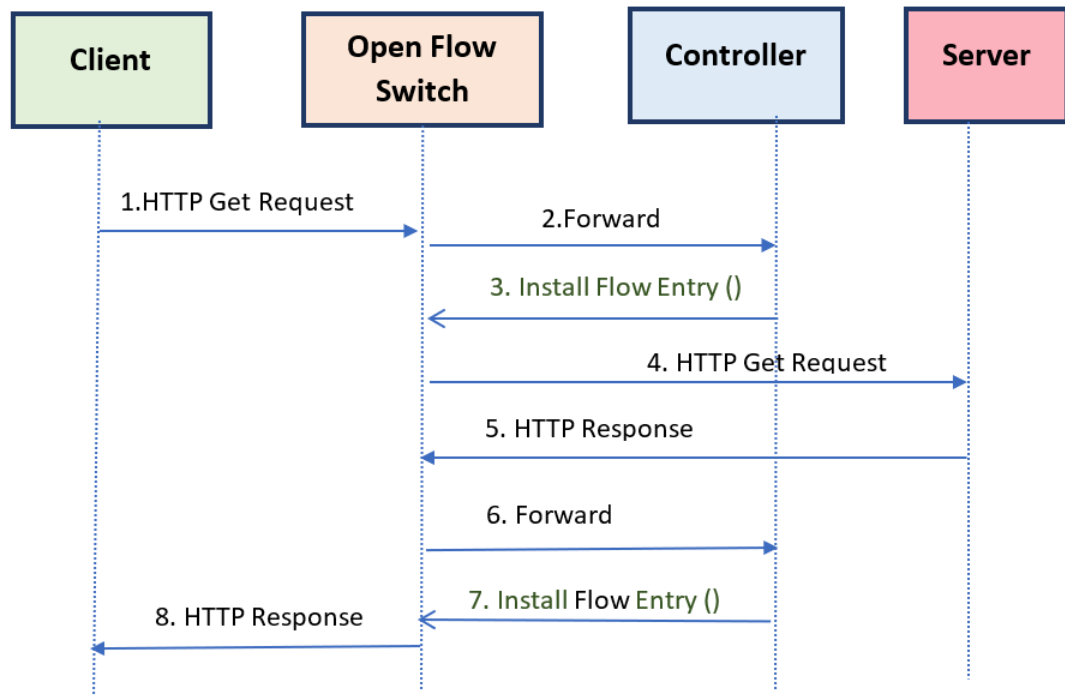 Client
Open Flow
Switch
Controller
Server
1.HTTP Get Request
2.Forward
3. Install Flow Entry ()
4. HTTP Get Request
5. HTTP Response
6. Forward
7. Install Flow Entry ()
8. HTTP Response